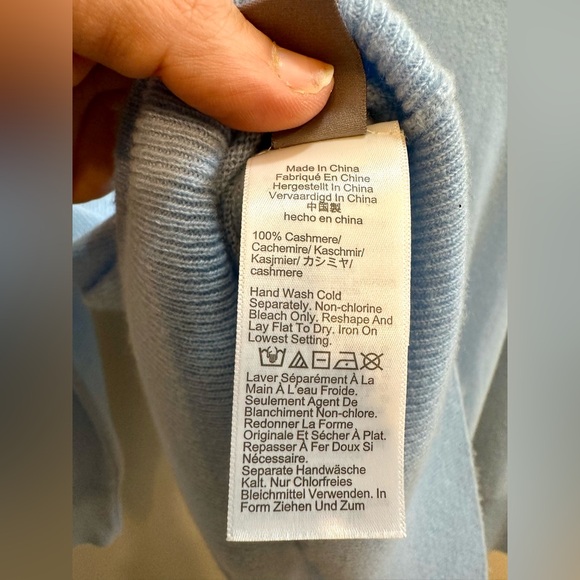 Made In China
Fabriqué En Chine
Hergestellt In China
Vervaardigd In China
中国製
hecho en china
100% Cashmere/
Cachemire/ Kaschmir/
Kasjmier/ カシミヤ/
cashmere
Hand Wash Cold
Separately. Non-chlorine
Bleach Only. Reshape And
Lay Flat To Dry. Iron On
Lowest Setting.
Laver Séparément À La
Main À L'eau Froide.
Seulement Agent De
Blanchiment Non-chlore.
Redonner La Forme
Originale Et Sécher À Plat.
Repasser À Fer Doux Si
Nécessaire.
Separate Handwäsche
Kalt. Nur Chlorfreies
Bleichmittel Verwenden. In
Form Ziehen Und Zum